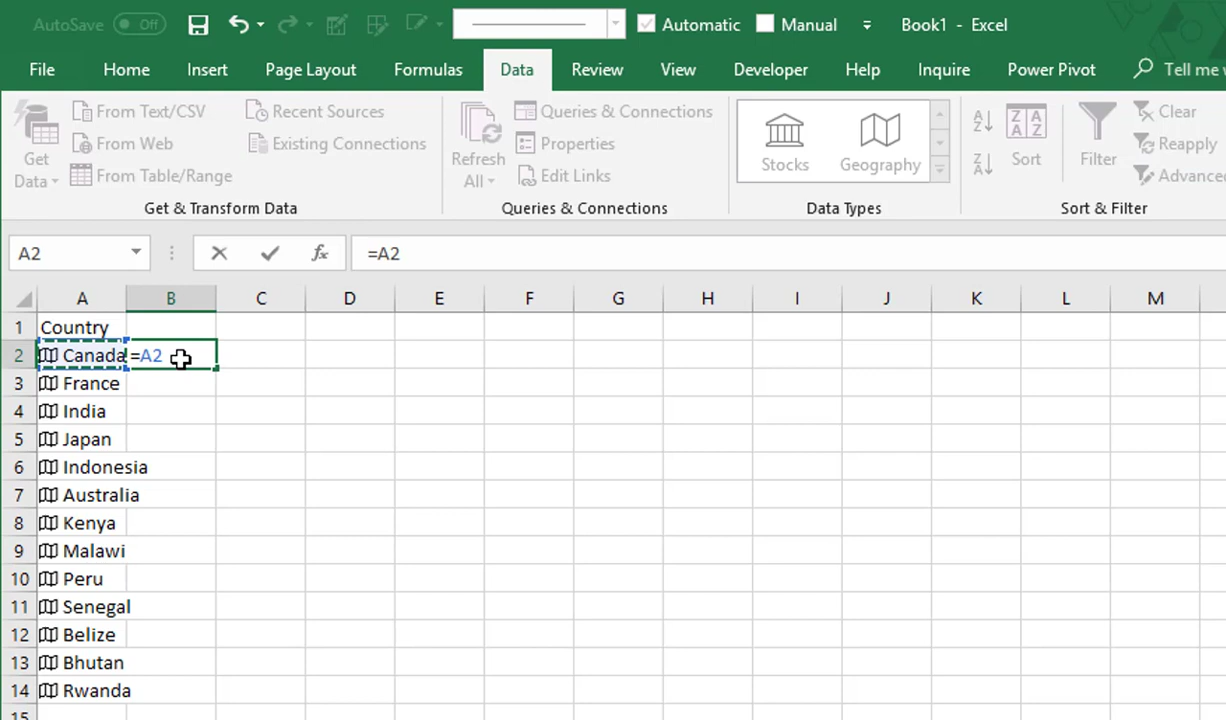 AutoSave Off Automatic Manual Book1 - Excel
File Home Insert Page Layout Formulas Data Review View Developer Help Inquire Power Pivot Tell me
From Text/CSV Recent Sources Queries & Connections Clear
From Web Existing Connections Properties Reapply
Get Data From Table/Range Refresh All Edit Links Stocks Geography Sort Filter Advanced
Get & Transform Data Queries & Connections Data Types Sort & Filter
A2 fx =A2
A B C D E F G H I J K L M
1 Country
2 Canada =A2
3 France
4 India
5 Japan
6 Indonesia
7 Australia
8 Kenya
9 Malawi
10 Peru
11 Senegal
12 Belize
13 Bhutan
14 Rwanda
15